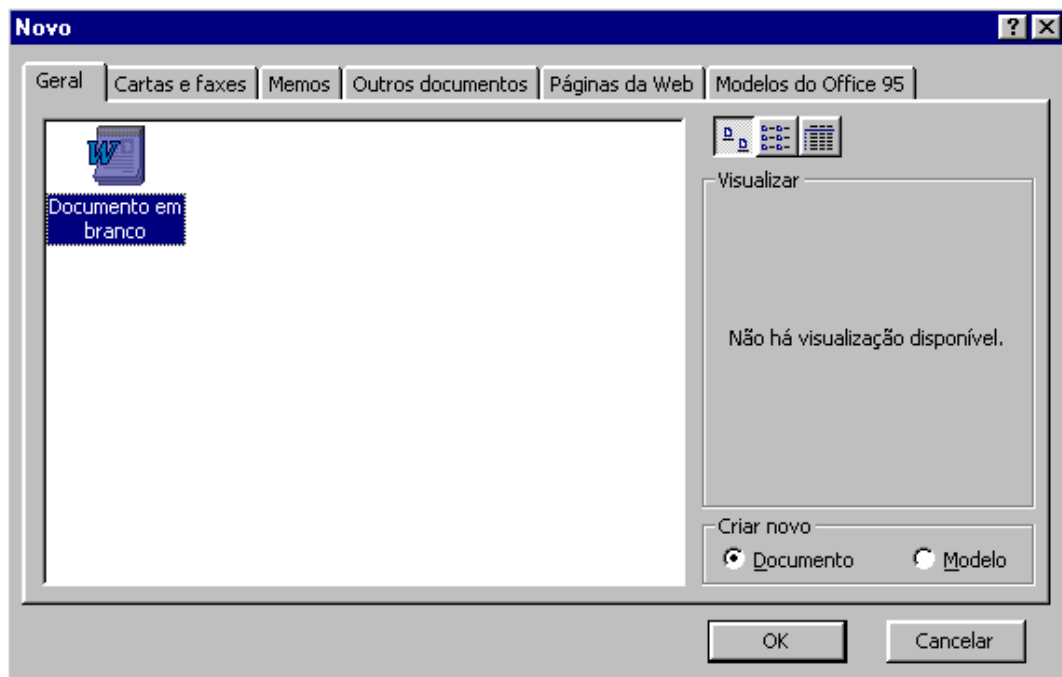 Novo
Geral Cartas e faxes Memos Outros documentos Páginas da Web Modelos do Office 95
W
Documento em
branco
Visualizar
Não há visualização disponível.
Criar novo
Documento Modelo
OK Cancelar